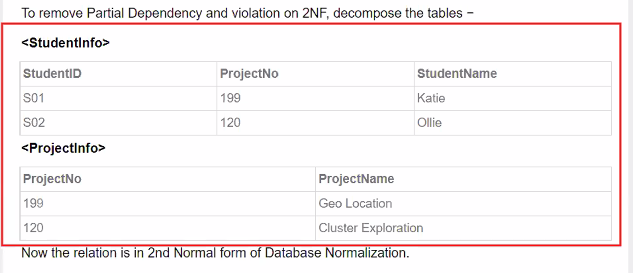 To remove Partial Dependency and violation on 2NF, decompose the tables −
<StudentInfo>
StudentID ProjectNo StudentName
S01 199 Katie
S02 120 Ollie
<ProjectInfo>
ProjectNo ProjectName
199 Geo Location
120 Cluster Exploration
Now the relation is in 2nd Normal form of Database Normalization.